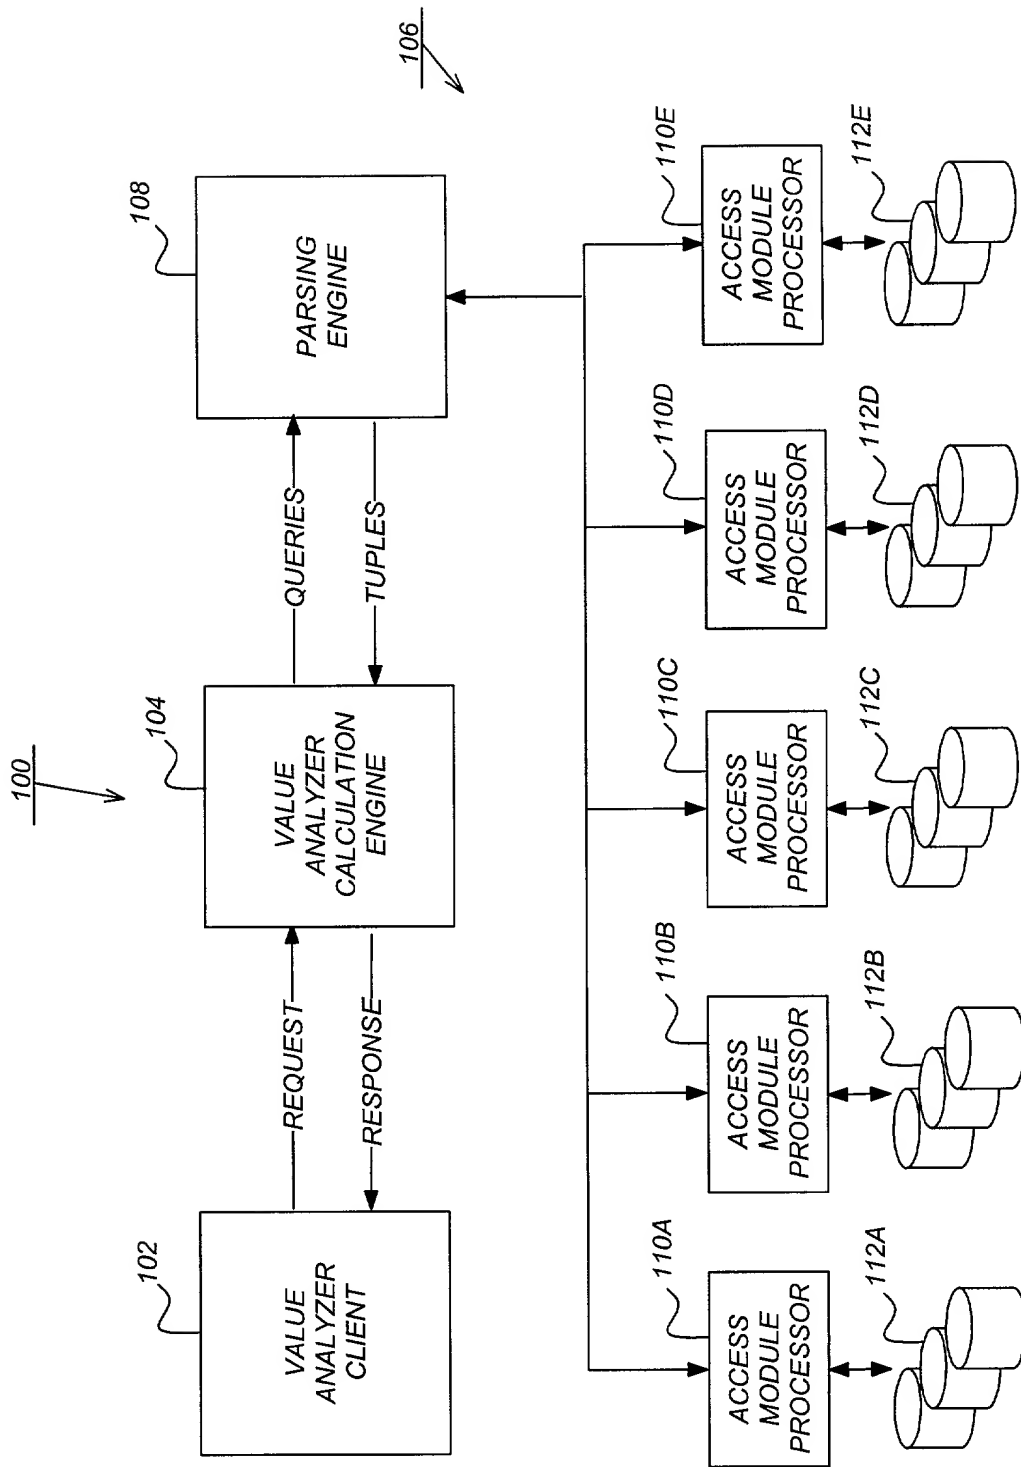 100
106
102
VALUE
ANALYZER
CLIENT
REQUEST
RESPONSE
104
VALUE
ANALYZER
CALCULATION
ENGINE
QUERIES
TUPLES
108
PARSING
ENGINE
110A
ACCESS
MODULE
PROCESSOR
112A
110B
ACCESS
MODULE
PROCESSOR
112B
110C
ACCESS
MODULE
PROCESSOR
112C
110D
ACCESS
MODULE
PROCESSOR
112D
110E
ACCESS
MODULE
PROCESSOR
112E